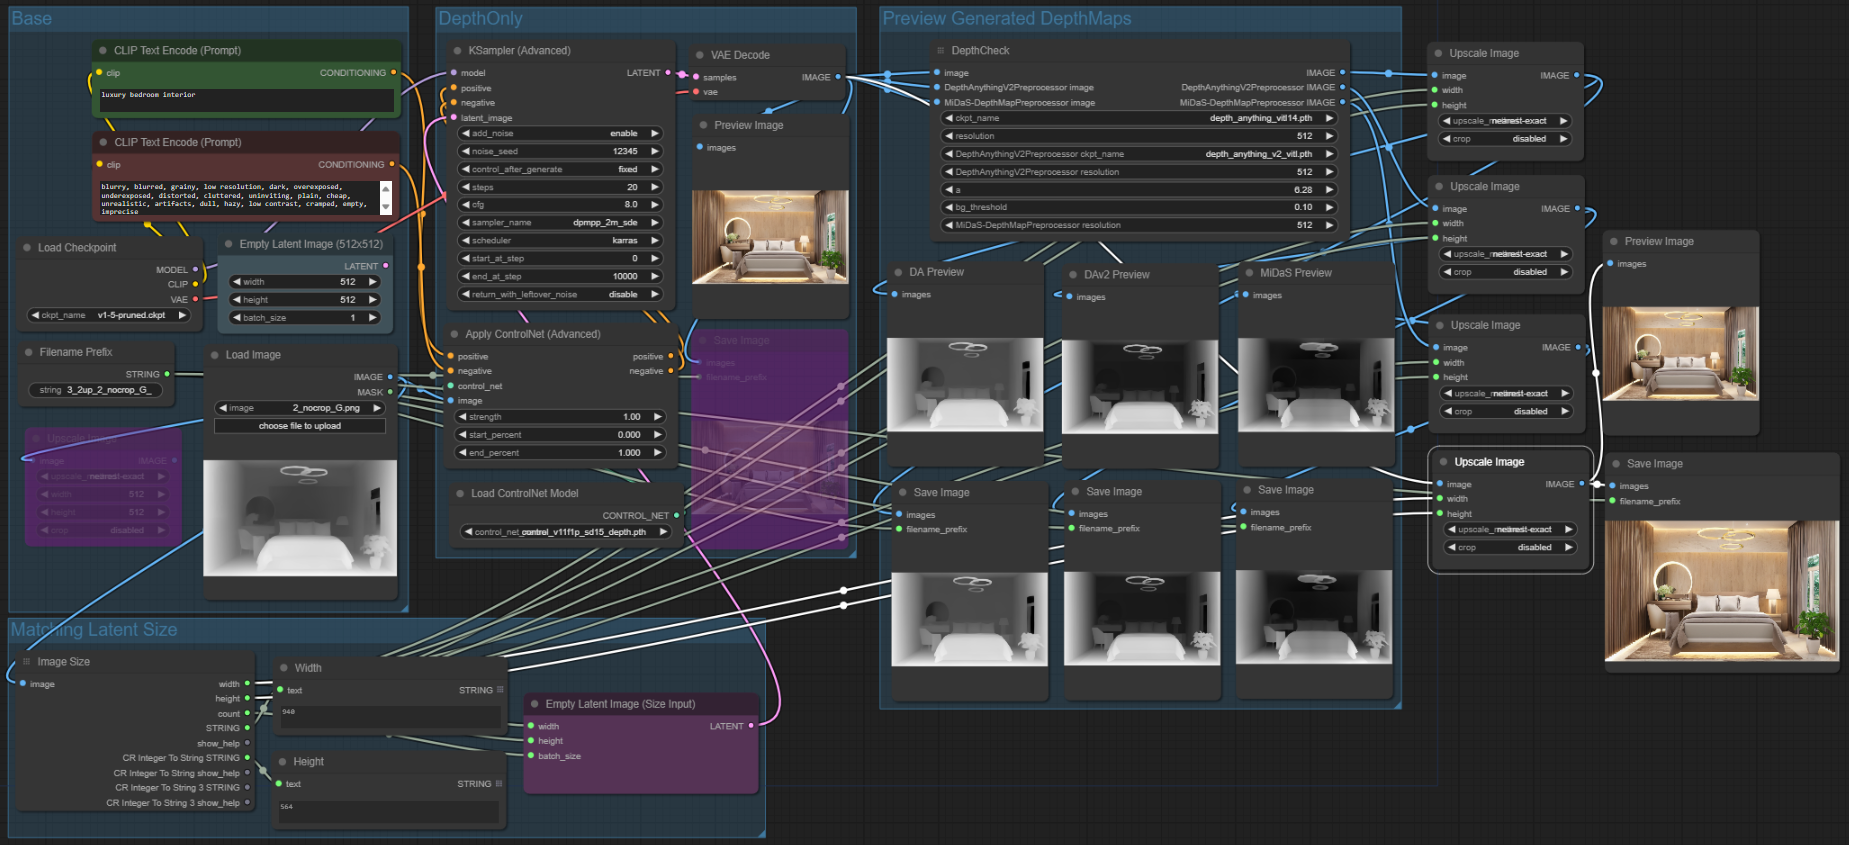 Base
CLIP Text Encode (Prompt)
clip
CONDITIONING
luxury bedroom interior
CLIP Text Encode (Prompt)
clip
CONDITIONING
blurry, blurred, grainy, low resolution, dark, overexposed,
underexposed, distorted, cluttered, uninviting, plain, cheap,
unrealistic, artifacts, dull, hazy, low contrast, cramped, empty,
imprecise
Load Checkpoint
MODEL
CLIP
VAE
ckpt_name v1-5-pruned.ckpt
Empty Latent Image (512x512)
LATENT
width 512
height 512
batch_size 1
Filename Prefix
STRING
string 3_2up_2_nocrop_G_
Load Image
IMAGE
MASK
image 2_nocrop_G.png
choose file to upload
Upscale Image
image IMAGE
upscale_m nearest-exact
width 512
height 512
crop disabled
DepthOnly
KSampler (Advanced)
model LATENT
positive
negative
latent_image
add_noise enable
noise_seed 12345
control_after_generate fixed
steps 20
cfg 8.0
sampler_name dpmpp_2m_sde
scheduler karras
start_at_step 0
end_at_step 10000
return_with_leftover_noise disable
VAE Decode
samples IMAGE
vae
Preview Image
images
Apply ControlNet (Advanced)
positive positive
negative negative
control_net
image
strength 1.00
start_percent 0.000
end_percent 1.000
Save Image
images
filename_prefix
Load ControlNet Model
CONTROL_NET
control_net control_v11f1p_sd15_depth.pth
Preview Generated DepthMaps
DepthCheck
image IMAGE
DepthAnythingV2Preprocessor image DepthAnythingV2Preprocessor IMAGE
MiDaS-DepthMapPreprocessor image MiDaS-DepthMapPreprocessor IMAGE
ckpt_name depth_anything_vitl14.pth
resolution 512
DepthAnythingV2Preprocessor ckpt_name depth_anything_v2_vitl.pth
DepthAnythingV2Preprocessor resolution 512
a 6.28
bg_threshold 0.10
MiDaS-DepthMapPreprocessor resolution 512
DA Preview
images
DAv2 Preview
images
MiDaS Preview
images
Save Image
images
filename_prefix
Save Image
images
filename_prefix
Save Image
images
filename_prefix
Upscale Image
image IMAGE
width
height
upscale_m nearest-exact
crop disabled
Upscale Image
image IMAGE
width
height
upscale_m nearest-exact
crop disabled
Upscale Image
image IMAGE
width
height
upscale_m nearest-exact
crop disabled
Upscale Image
image IMAGE
width
height
upscale_m nearest-exact
crop disabled
Preview Image
images
Save Image
images
filename_prefix
Matching Latent Size
Image Size
image width
height
count
STRING
show_help
CR Integer To String STRING
CR Integer To String show_help
CR Integer To String 3 STRING
CR Integer To String 3 show_help
Width
text STRING
940
Height
text STRING
564
Empty Latent Image (Size Input)
width LATENT
height
batch_size